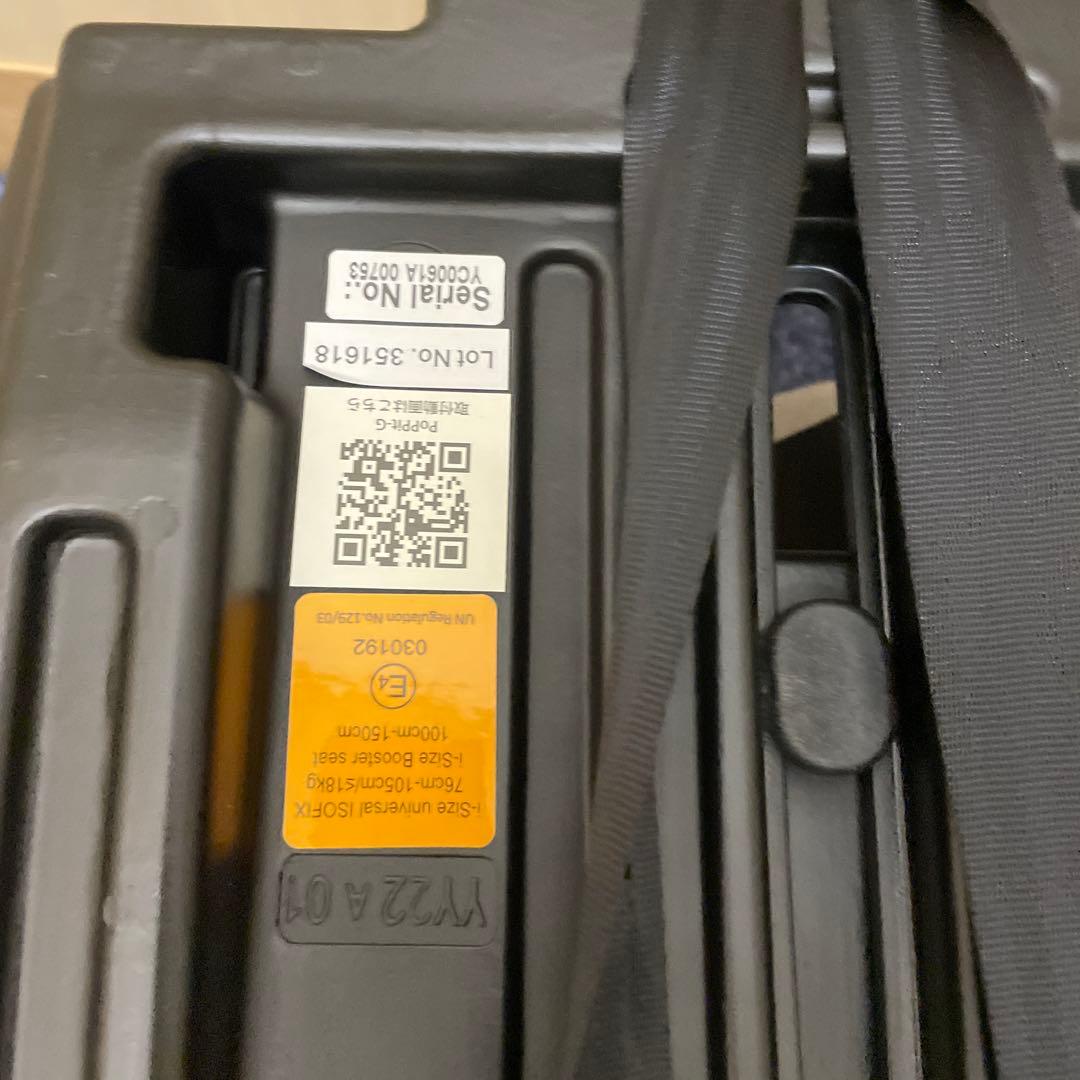 YY22 A 01
i-Size universal ISOFIX
76cm-105cm/≤18kg
i-Size Booster seat
100cm-150cm
E4
030192
UN Regulation No.129/03
PoPPit-G
取付動画はこちら
Lot No. 351618
Serial No.:
YC0061A 00753